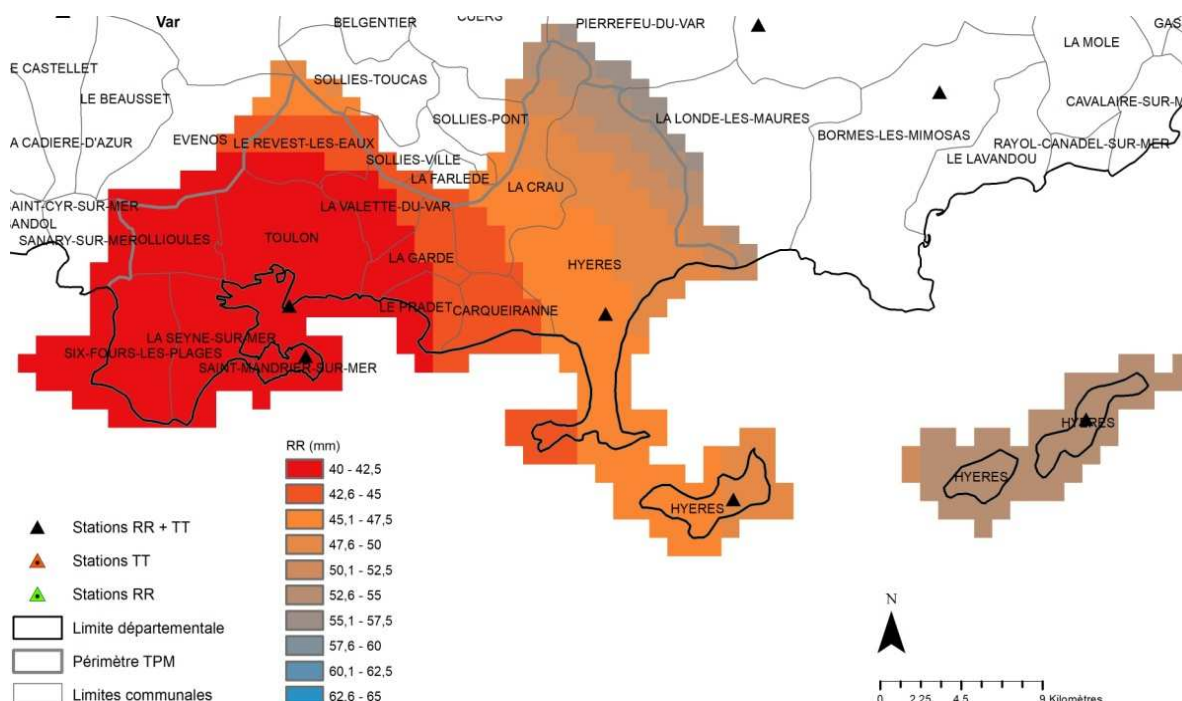 Var
BELGENTIER
CUERS
PIERREFEU-DU-VAR
GAS
LA MOLE
E CASTELLET
SOLLIES-TOUCAS
LE BEAUSSET
CAVALAIRE-SUR-M
SOLLIES-PONT
LA LONDE-LES-MAURES
A CADIERE-D'AZUR
EVENOS
LE REVEST-LES-EAUX
BORMES-LES-MIMOSAS
RAYOL-CANADEL-SUR-MER
SOLLIES-VILLE
LE LAVANDOU
LA FARLEDE
LA CRAU
SAINT-CYR-SUR-MER
LA VALETTE-DU-VAR
ANDOL
SANARY-SUR-MER
OLLIOULES
TOULON
LA GARDE
HYERES
LE PRADET
CARQUEIRANNE
LA SEYNE-SUR-MER
SIX-FOURS-LES-PLAGES
SAINT-MANDRIER-SUR-MER
HYERES
HYERES
HYERES
RR (mm)
40 - 42,5
42,6 - 45
45,1 - 47,5
47,6 - 50
50,1 - 52,5
52,6 - 55
55,1 - 57,5
57,6 - 60
60,1 - 62,5
62,6 - 65
Stations RR + TT
Stations TT
Stations RR
Limite départementale
Périmètre TPM
Limites communales
N
0 2,25 4,5 9 Kilomètres